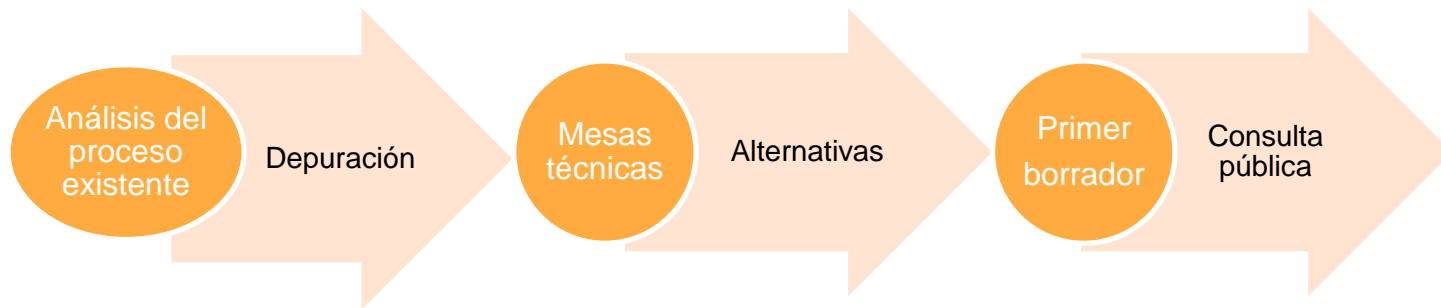 Análisis del
proceso
existente
Depuración
Mesas
técnicas
Alternativas
Primer
borrador
Consulta
pública